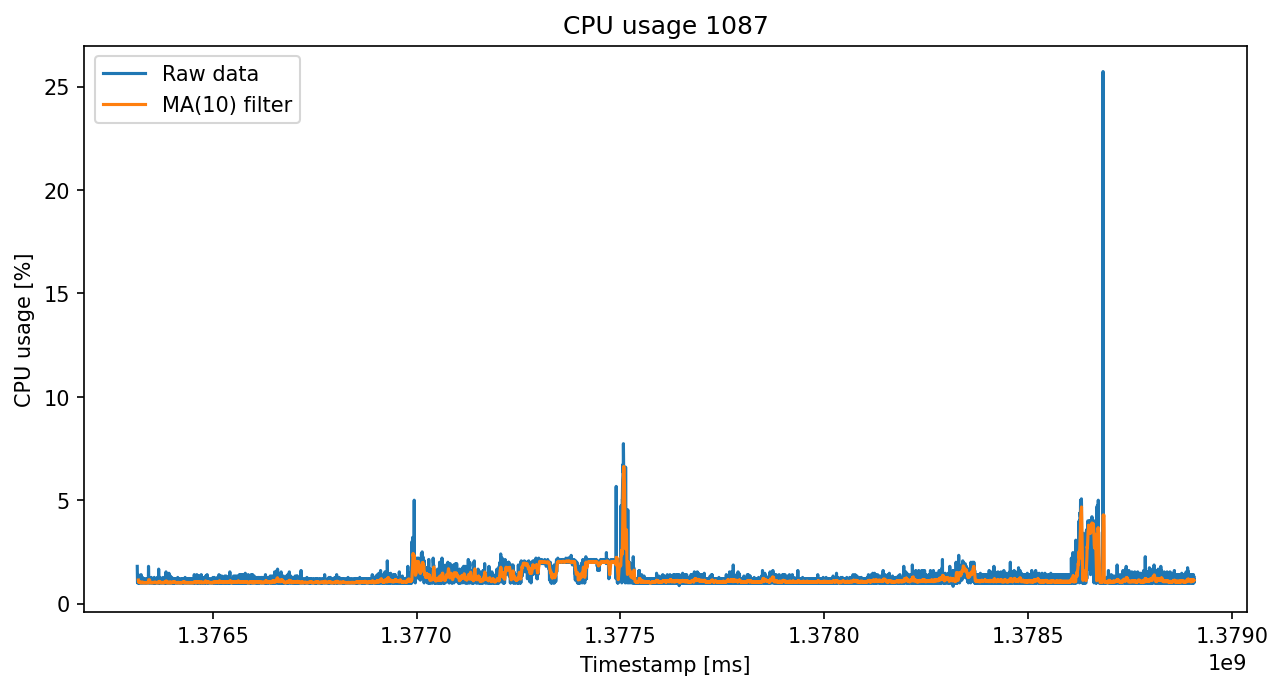 CPU usage 1087
Raw data
MA(10) filter
CPU usage [%]
25
20
15
10
5
0
1.3765 1.3770 1.3775 1.3780 1.3785 1.3790
1e9
Timestamp [ms]